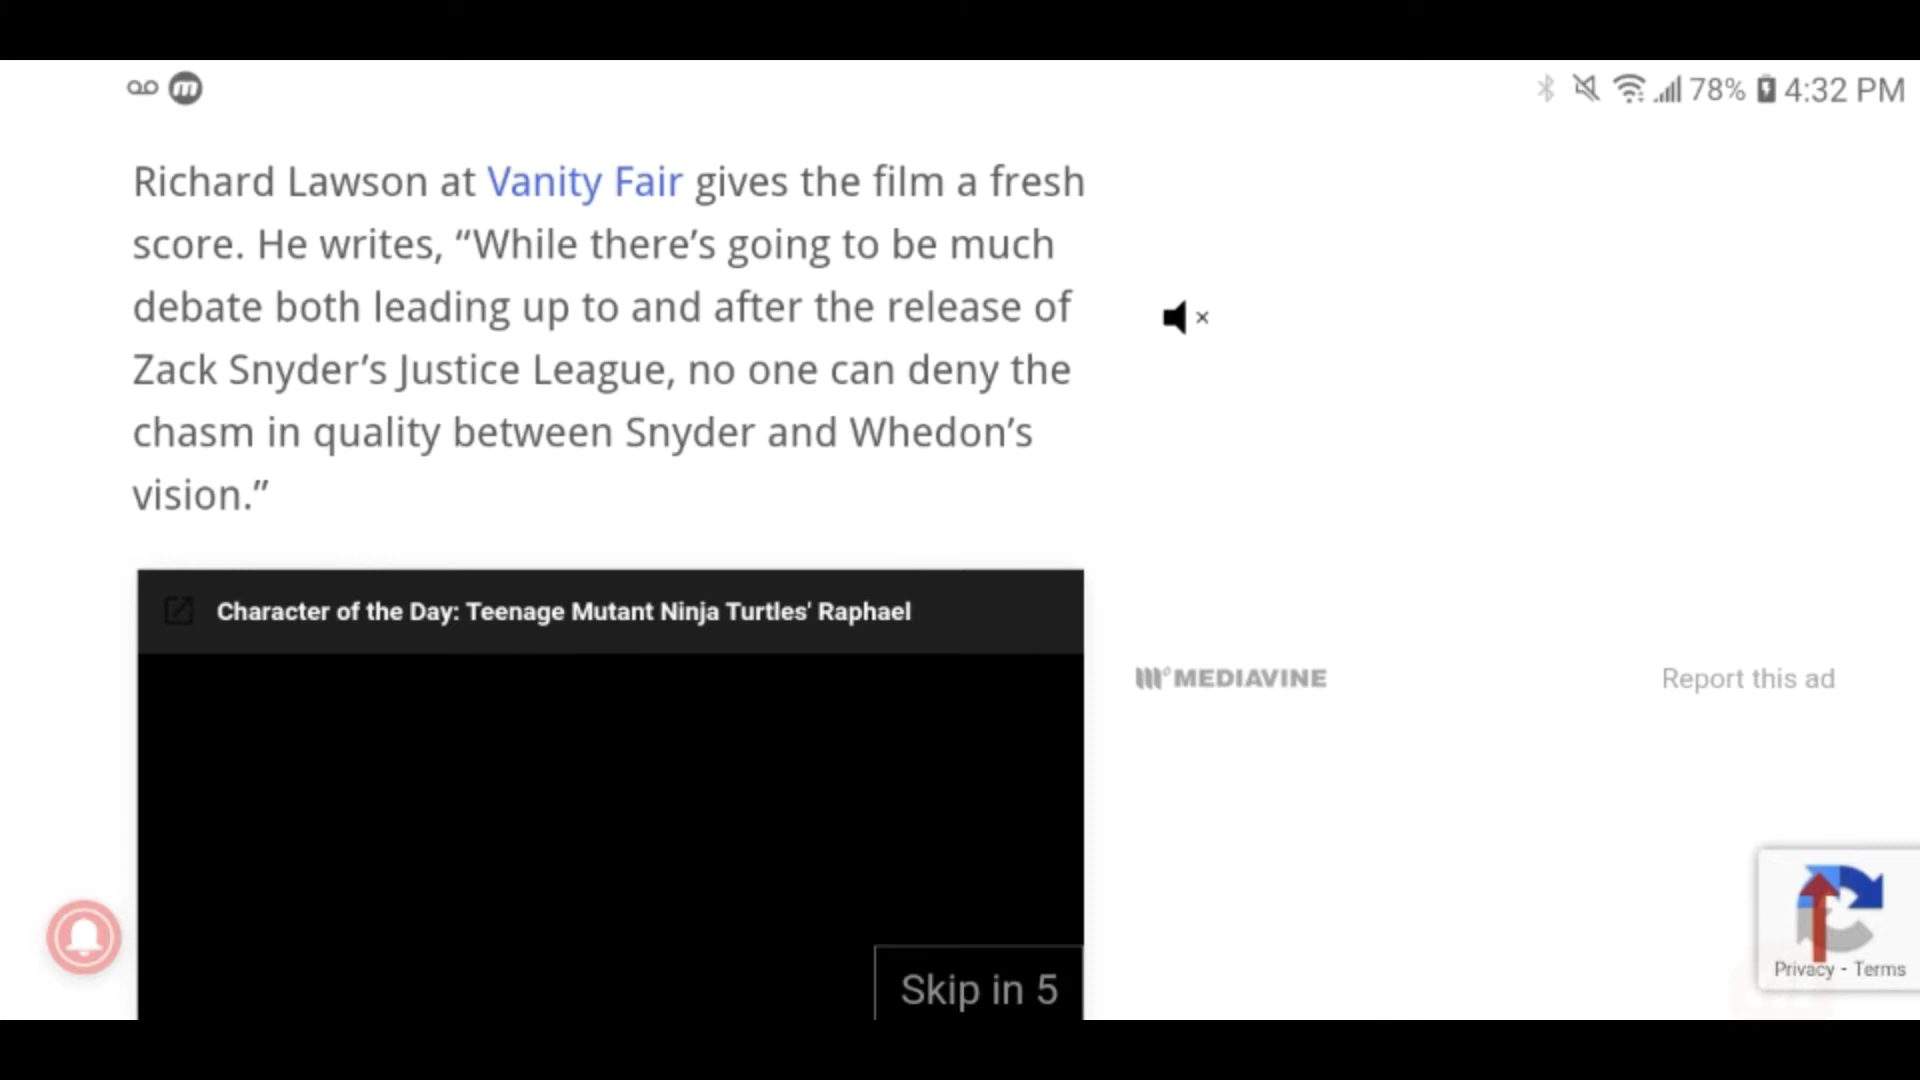 78% 4:32 PM
Richard Lawson at Vanity Fair gives the film a fresh
score. He writes, “While there’s going to be much
debate both leading up to and after the release of
Zack Snyder’s Justice League, no one can deny the
chasm in quality between Snyder and Whedon’s
vision.”
Character of the Day: Teenage Mutant Ninja Turtles' Raphael
Skip in 5
MEDIAVINE
Report this ad
Privacy - Terms